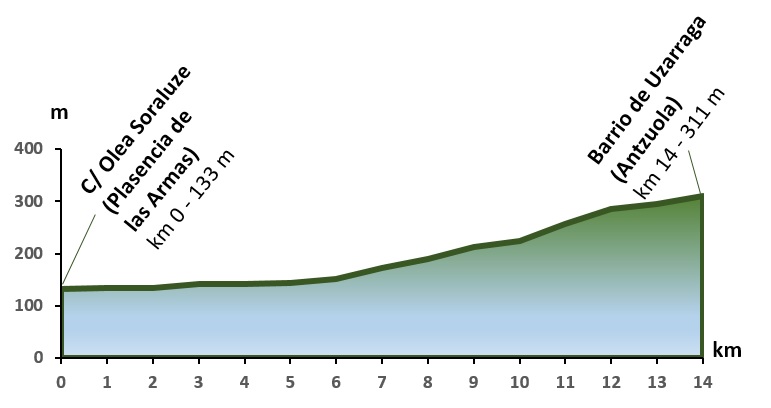 C/ Olea Soraluze
(Plasencia de
las Armas)
km 0 - 133 m
Barrio de Uzarraga
(Antzuola)
km 14 - 311 m
m
400
300
200
100
0
km
0 1 2 3 4 5 6 7 8 9 10 11 12 13 14